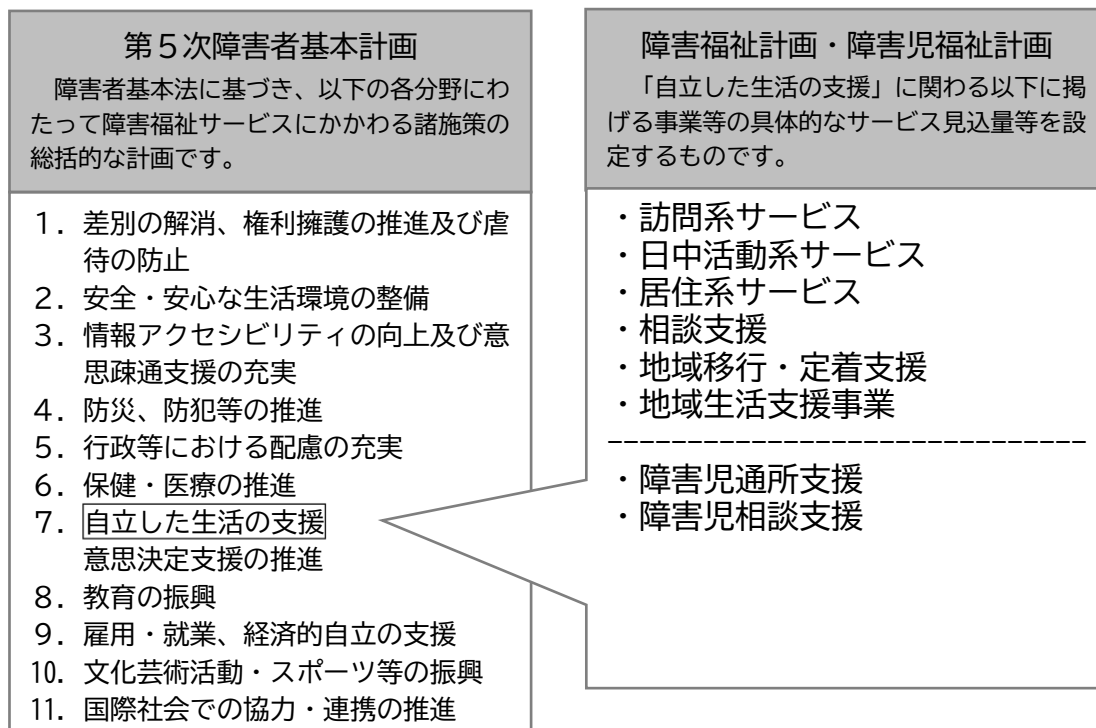 第５次障害者基本計画
障害者基本法に基づき、以下の各分野にわ
たって障害福祉サービスにかかわる諸施策の
総括的な計画です。
１．差別の解消、権利擁護の推進及び虐
待の防止
２．安全・安心な生活環境の整備
３．情報アクセシビリティの向上及び意
思疎通支援の充実
４．防災、防犯等の推進
５．行政等における配慮の充実
６．保健・医療の推進
７．自立した生活の支援
意思決定支援の推進
８．教育の振興
９．雇用・就業、経済的自立の支援
10．文化芸術活動・スポーツ等の振興
11．国際社会での協力・連携の推進
障害福祉計画・障害児福祉計画
「自立した生活の支援」に関わる以下に掲
げる事業等の具体的なサービス見込量等を設
定するものです。
・訪問系サービス
・日中活動系サービス
・居住系サービス
・相談支援
・地域移行・定着支援
・地域生活支援事業
・障害児通所支援
・障害児相談支援